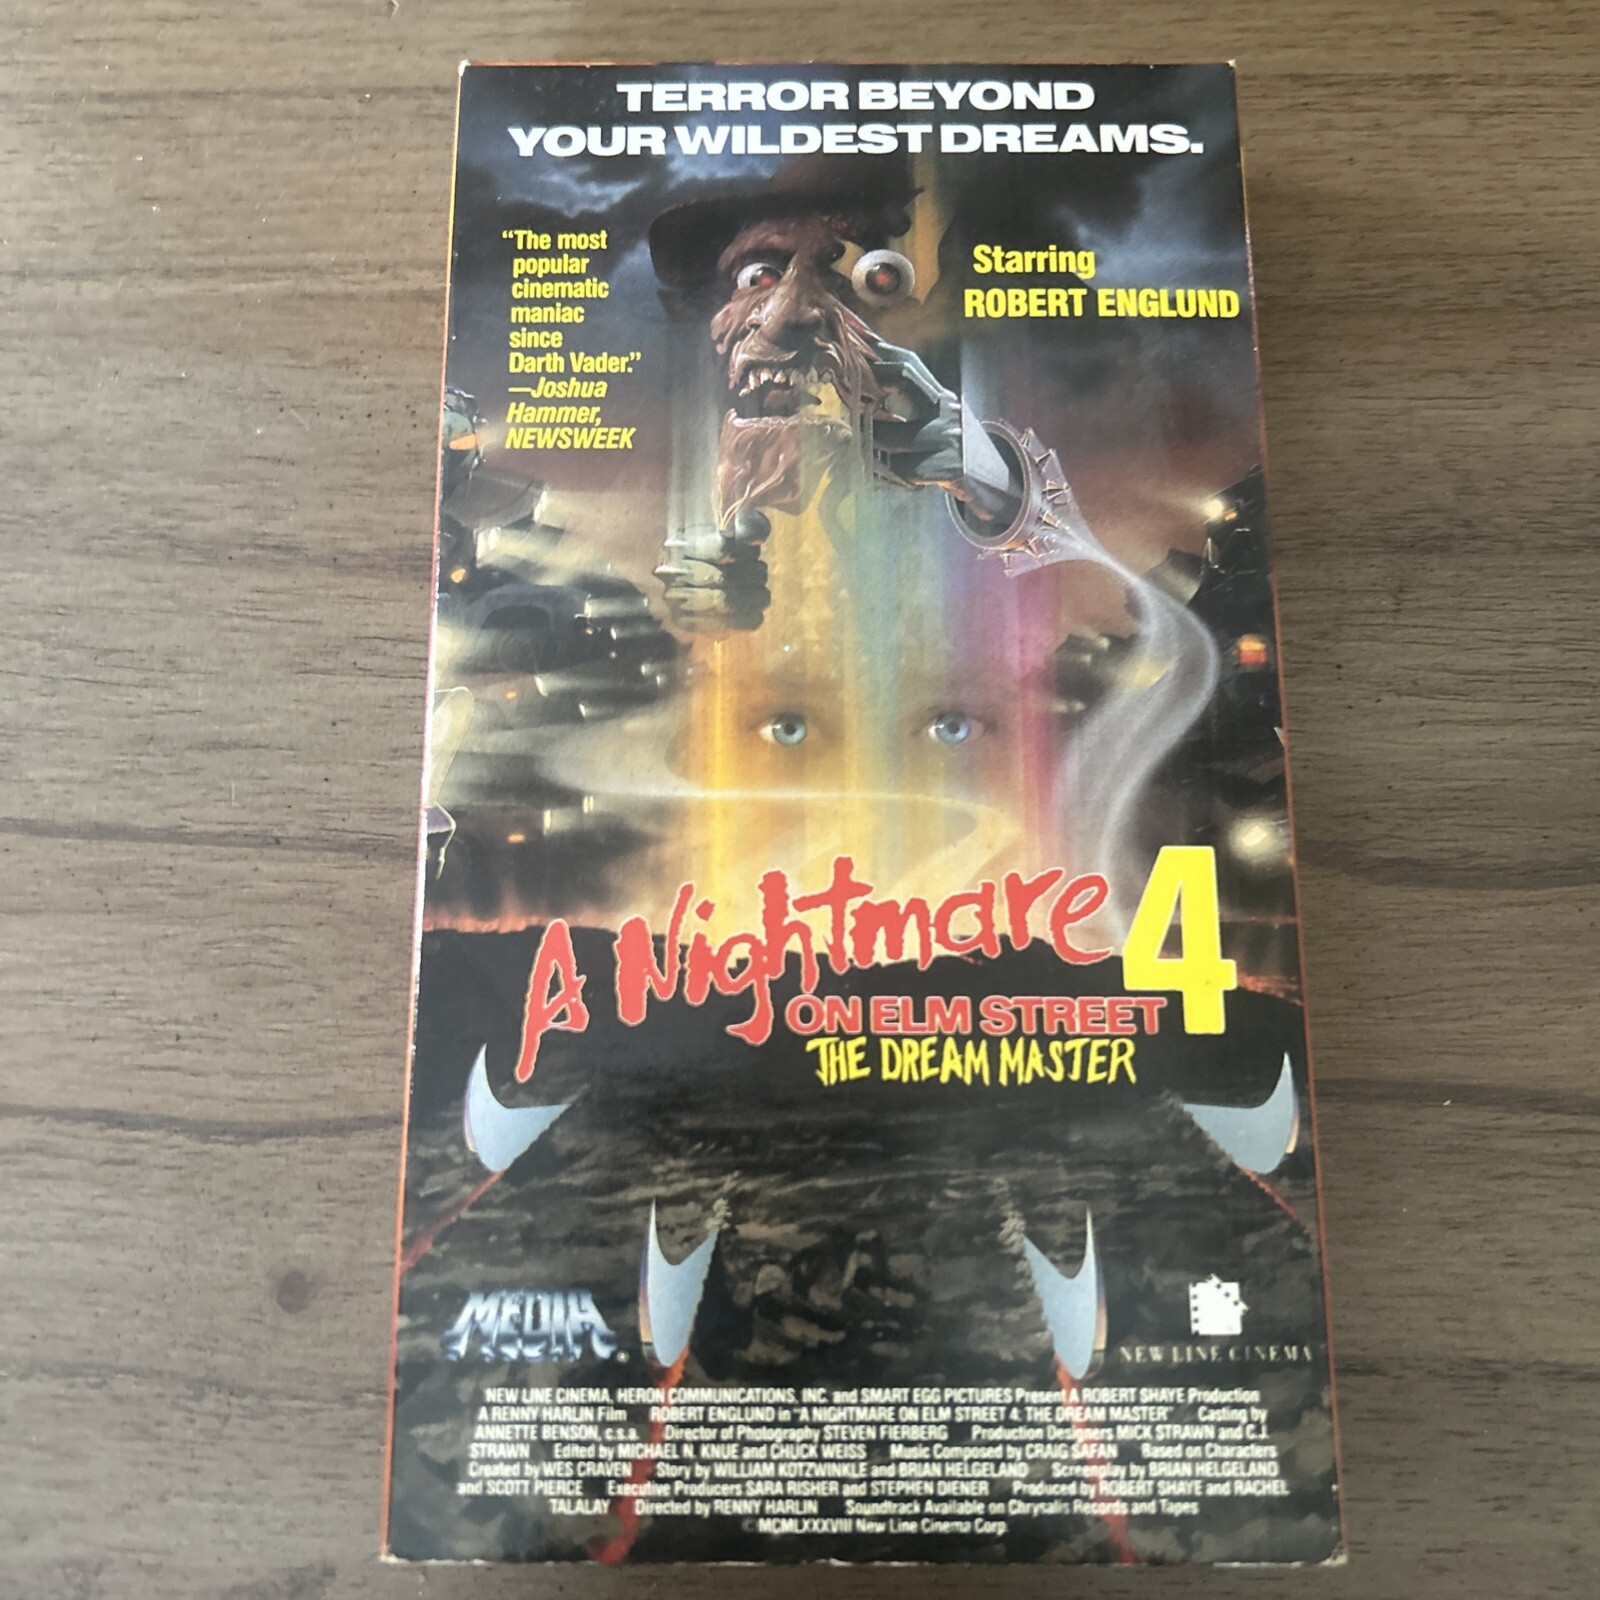 TERROR BEYOND
YOUR WILDEST DREAMS.
“The most
popular
cinematic
maniac
since
Darth Vader.”
—Joshua
Hammer,
NEWSWEEK
Starring
ROBERT ENGLUND
A Nightmare 4
ON ELM STREET
THE DREAM MASTER
MEDIA
NEW LINE CINEMA
NEW LINE CINEMA, HERON COMMUNICATIONS, INC. and SMART EGG PICTURES Present A ROBERT SHAYE Production
A RENNY HARLIN Film ROBERT ENGLUND in “A NIGHTMARE ON ELM STREET 4: THE DREAM MASTER” Casting by
ANNETTE BENSON, c.s.a. Director of Photography STEVEN FIERBERG Production Designers MICK STRAWN and C.J.
STRAWN Edited by MICHAEL N. KNUE and CHUCK WEISS Music Composed by CRAIG SAFAN Based on Characters
Created by WES CRAVEN Story by WILLIAM KOTZWINKLE and BRIAN HELGELAND Screenplay by BRIAN HELGELAND
and SCOTT PIERCE Executive Producers SARA RISHER and STEPHEN DIENER Produced by ROBERT SHAYE and RACHEL
TALALAY Directed by RENNY HARLIN Soundtrack Available on Chrysalis Records and Tapes
© MCMLXXXVIII New Line Cinema Corp.